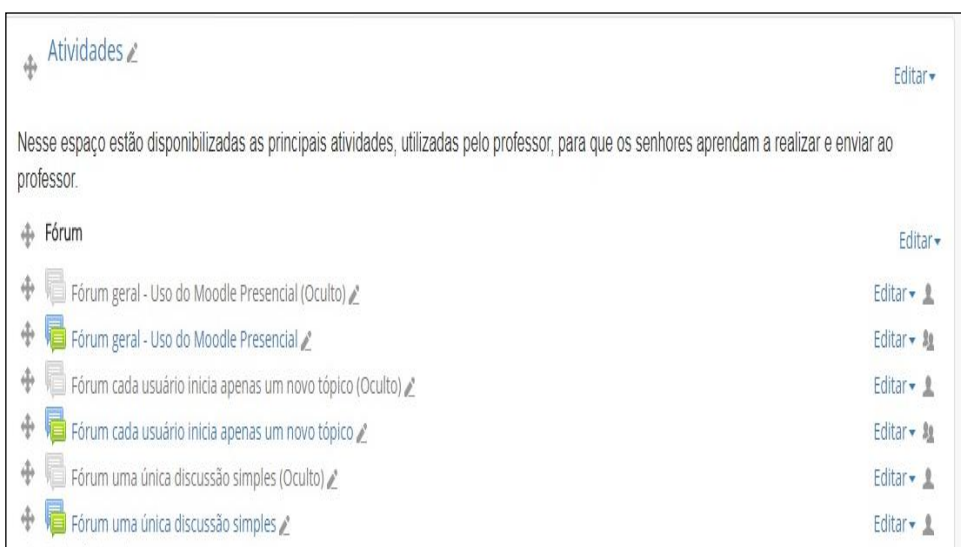 Atividades
Editar
Nesse espaço estão disponibilizadas as principais atividades, utilizadas pelo professor, para que os senhores aprendam a realizar e enviar ao
professor.
Fórum Editar
Fórum geral - Uso do Moodle Presencial (Oculto) Editar
Fórum geral - Uso do Moodle Presencial Editar
Fórum cada usuário inicia apenas um novo tópico (Oculto) Editar
Fórum cada usuário inicia apenas um novo tópico Editar
Fórum uma única discussão simples (Oculto) Editar
Fórum uma única discussão simples Editar